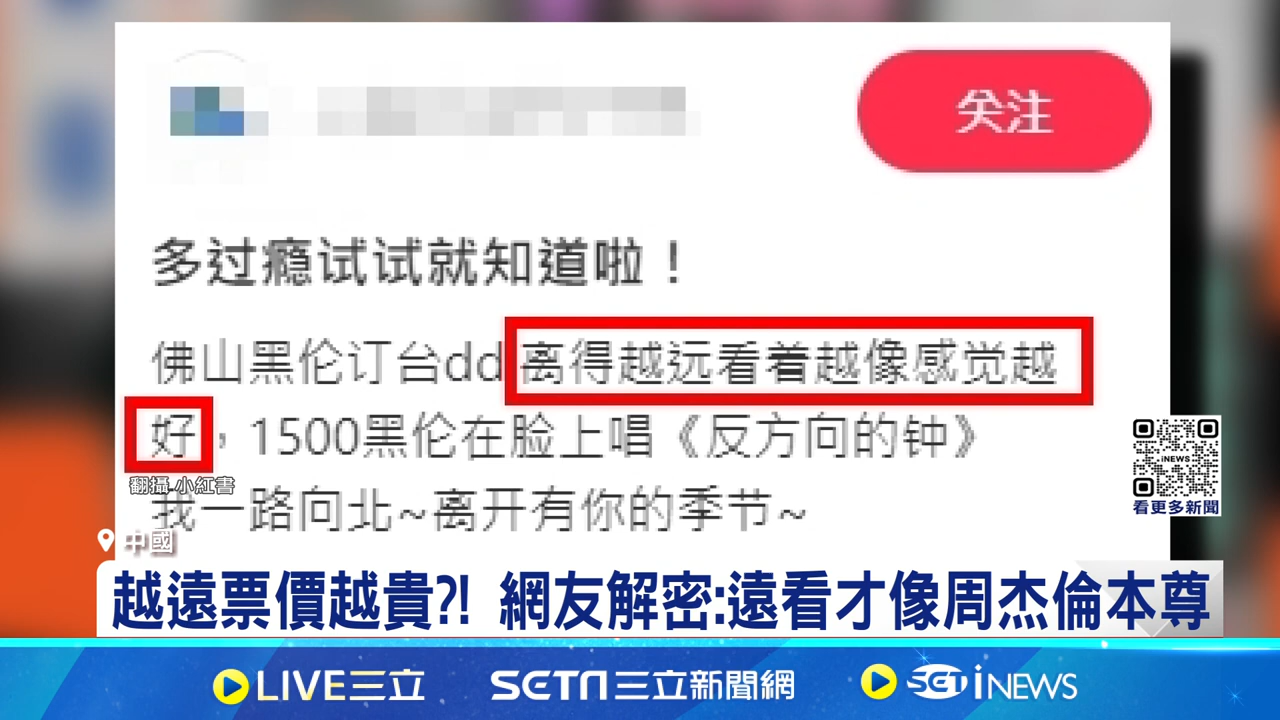 关注
多过瘾试试就知道啦！
佛山黑伦订台dd离得越远看着越像感觉越
好，1500黑伦在脸上唱《反方向的钟》
翻攝 小紅書
我一路向北~离开有你的季节~
iNEWS
看更多新聞
中國
越遠票價越貴?! 網友解密:遠看才像周杰倫本尊
LIVE三立
SETN三立新聞網
SETiNEWS